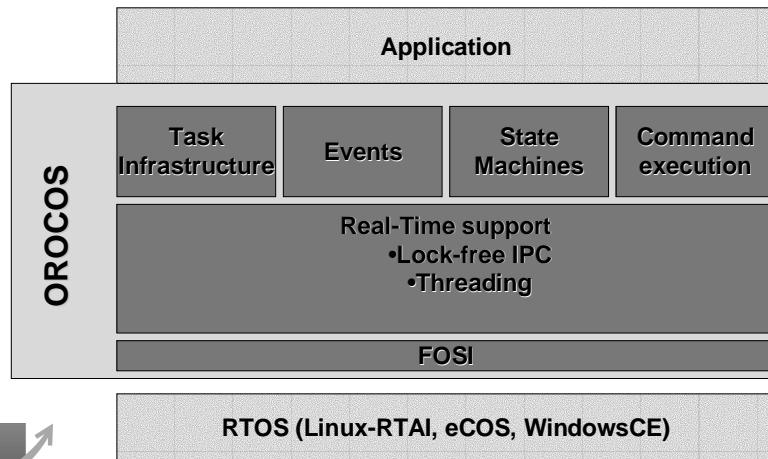 Application
OROCOS
Task
Infrastructure
Events
State
Machines
Command
execution
Real-Time support
•Lock-free IPC
•Threading
FOSI
RTOS (Linux-RTAI, eCOS, WindowsCE)